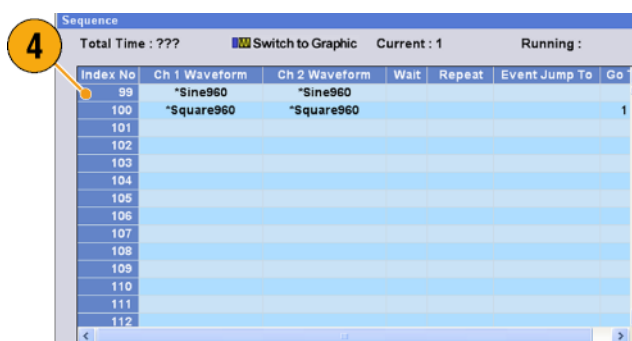 Sequence
4
Total Time : ??? Switch to Graphic Current : 1 Running :
Index No Ch 1 Waveform Ch 2 Waveform Wait Repeat Event Jump To Go
99 *Sine960 *Sine960
100 *Square960 *Square960 1
101
102
103
104
105
106
107
108
109
110
111
112